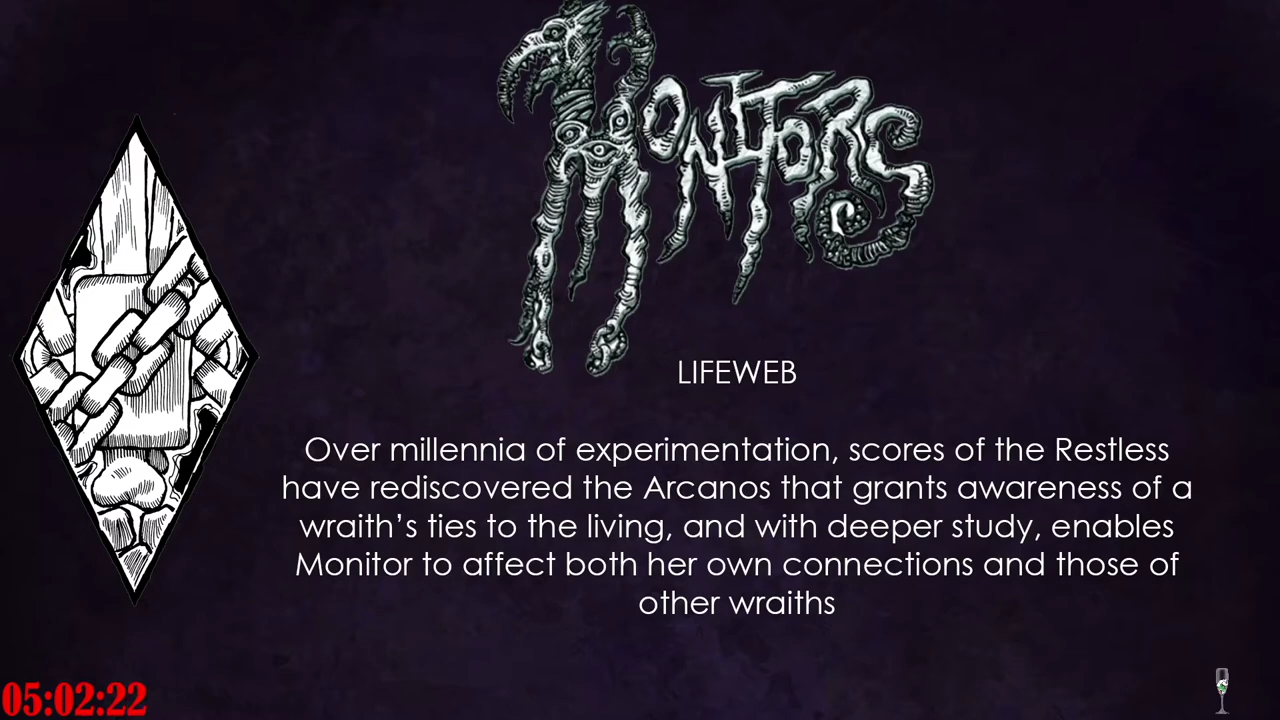 MONITORS
LIFEWEB
Over millennia of experimentation, scores of the Restless
have rediscovered the Arcanos that grants awareness of a
wraith’s ties to the living, and with deeper study, enables
Monitor to affect both her own connections and those of
other wraiths
05:02:22